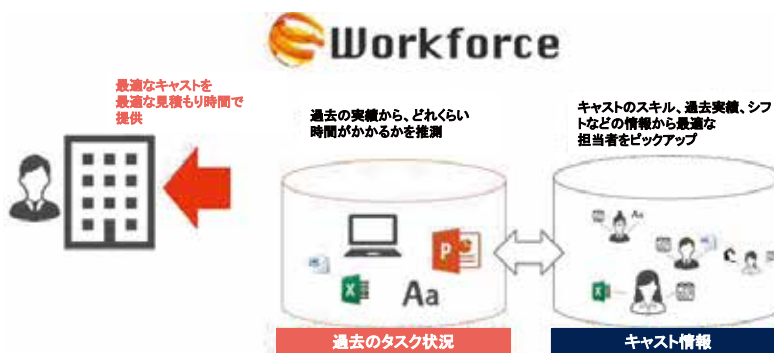 Workforce
最適なキャストを
最適な見積もり時間で
提供
過去の実績から、どれくらい
時間がかかるかを推測
キャストのスキル、過去実績、シフ
トなどの情報から最適な
担当者をピックアップ
P
X
Aa
Aa
X
過去のタスク状況
キャスト情報